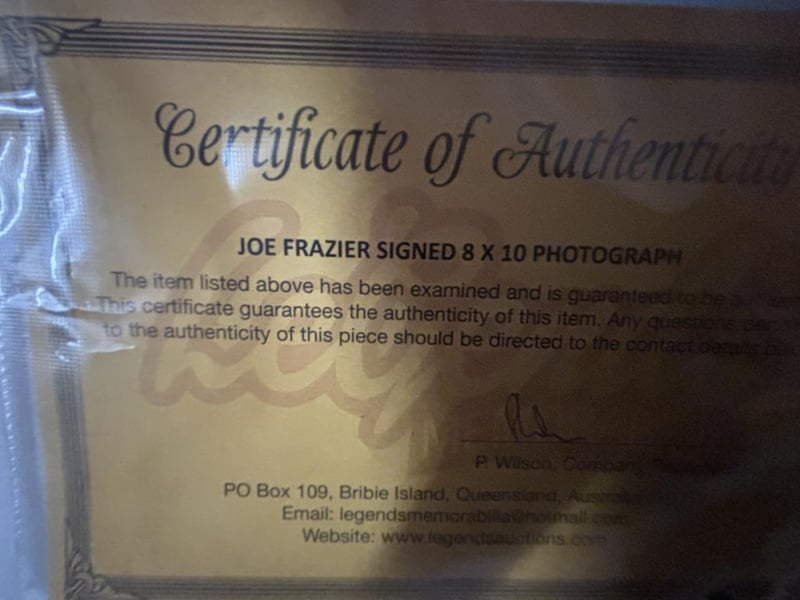 Certificate of Authenticity
JOE FRAZIER SIGNED 8 X 10 PHOTOGRAPH
The item listed above has been examined and is guaranteed to be a
This certificate guarantees the authenticity of this item. Any questions
to the authenticity of this piece should be directed to the contact details
P. Wilson, Company
PO Box 109, Bribie Island, Queensland, Australia
Email: legendsmemorabilia@hotmail.com
Website: www.legendsauctions.com